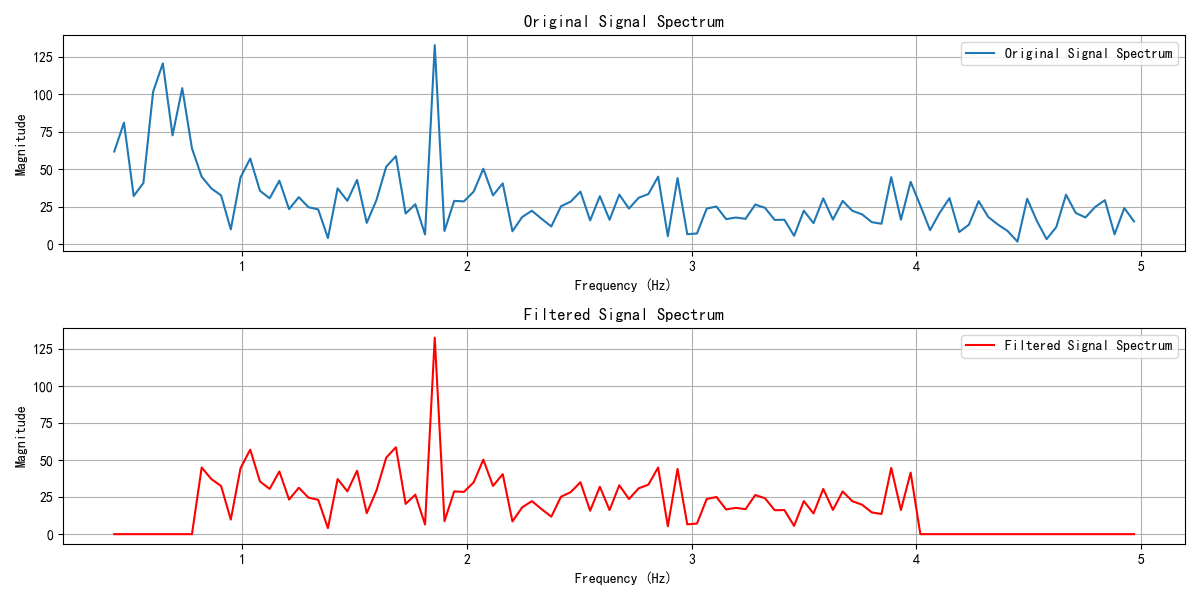 Original Signal Spectrum
Original Signal Spectrum
Magnitude
125
100
75
50
25
0
1
2
3
4
5
Frequency (Hz)
Filtered Signal Spectrum
Filtered Signal Spectrum
Magnitude
125
100
75
50
25
0
1
2
3
4
5
Frequency (Hz)